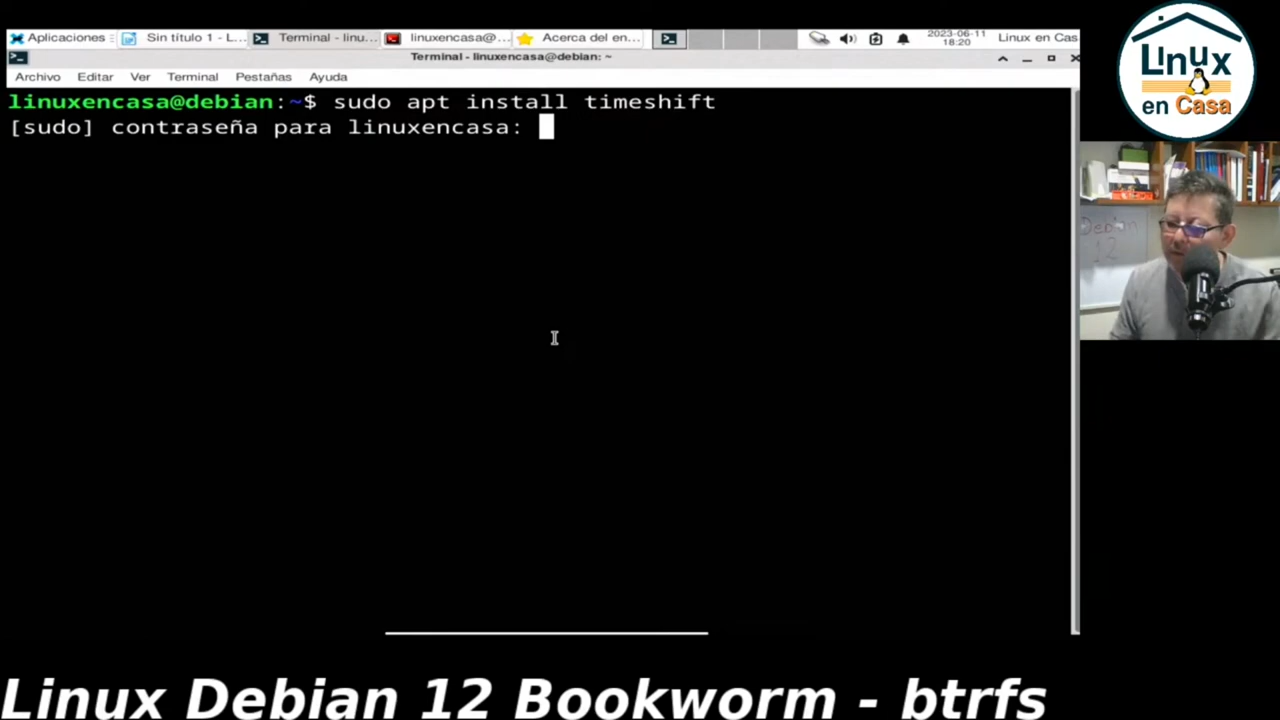 Aplicaciones
Sin título 1 - L...
Terminal - linu...
linuxencasa@...
Acerca del en...
2023-06-11
18:20
Linux en Cas
Terminal - linuxencasa@debian: ~
Archivo Editar Ver Terminal Pestañas Ayuda
linuxencasa@debian:~$ sudo apt install timeshift
[sudo] contraseña para linuxencasa:
Linux
en Casa
Debian
12
Linux Debian 12 Bookworm - btrfs